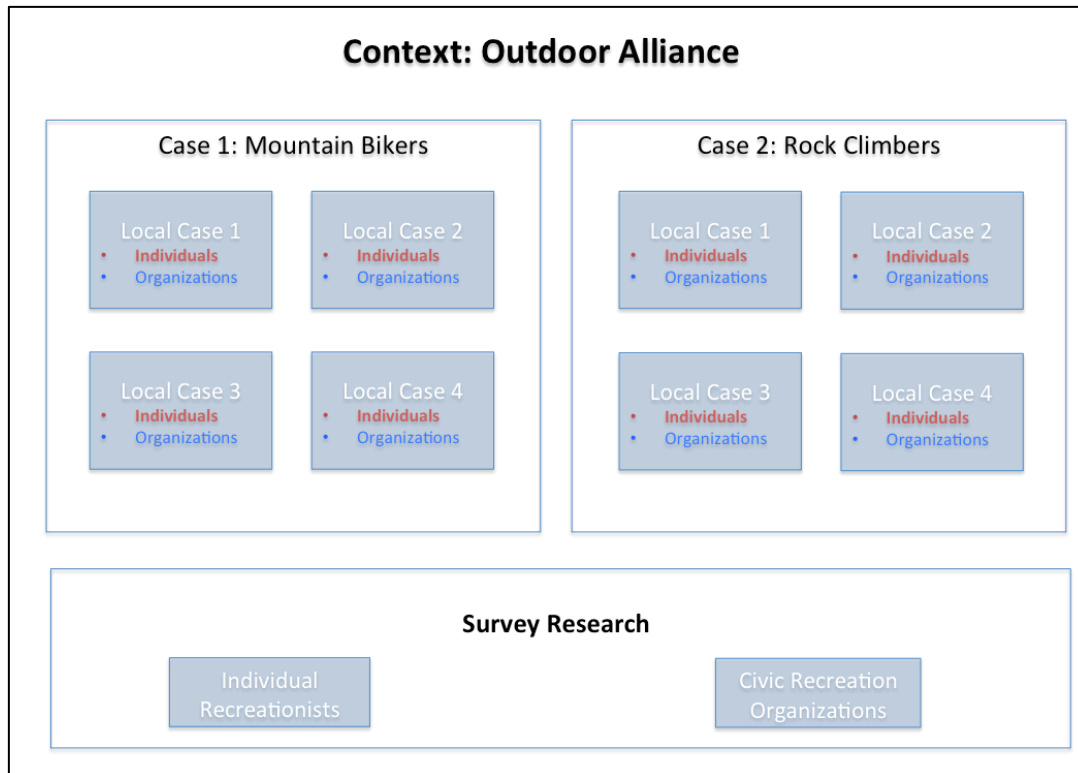 Context: Outdoor Alliance
Case 1: Mountain Bikers
Local Case 1
• Individuals
• Organizations
Local Case 2
• Individuals
• Organizations
Local Case 3
• Individuals
• Organizations
Local Case 4
• Individuals
• Organizations
Case 2: Rock Climbers
Local Case 1
• Individuals
• Organizations
Local Case 2
• Individuals
• Organizations
Local Case 3
• Individuals
• Organizations
Local Case 4
• Individuals
• Organizations
Survey Research
Individual
Recreationists
Civic Recreation
Organizations